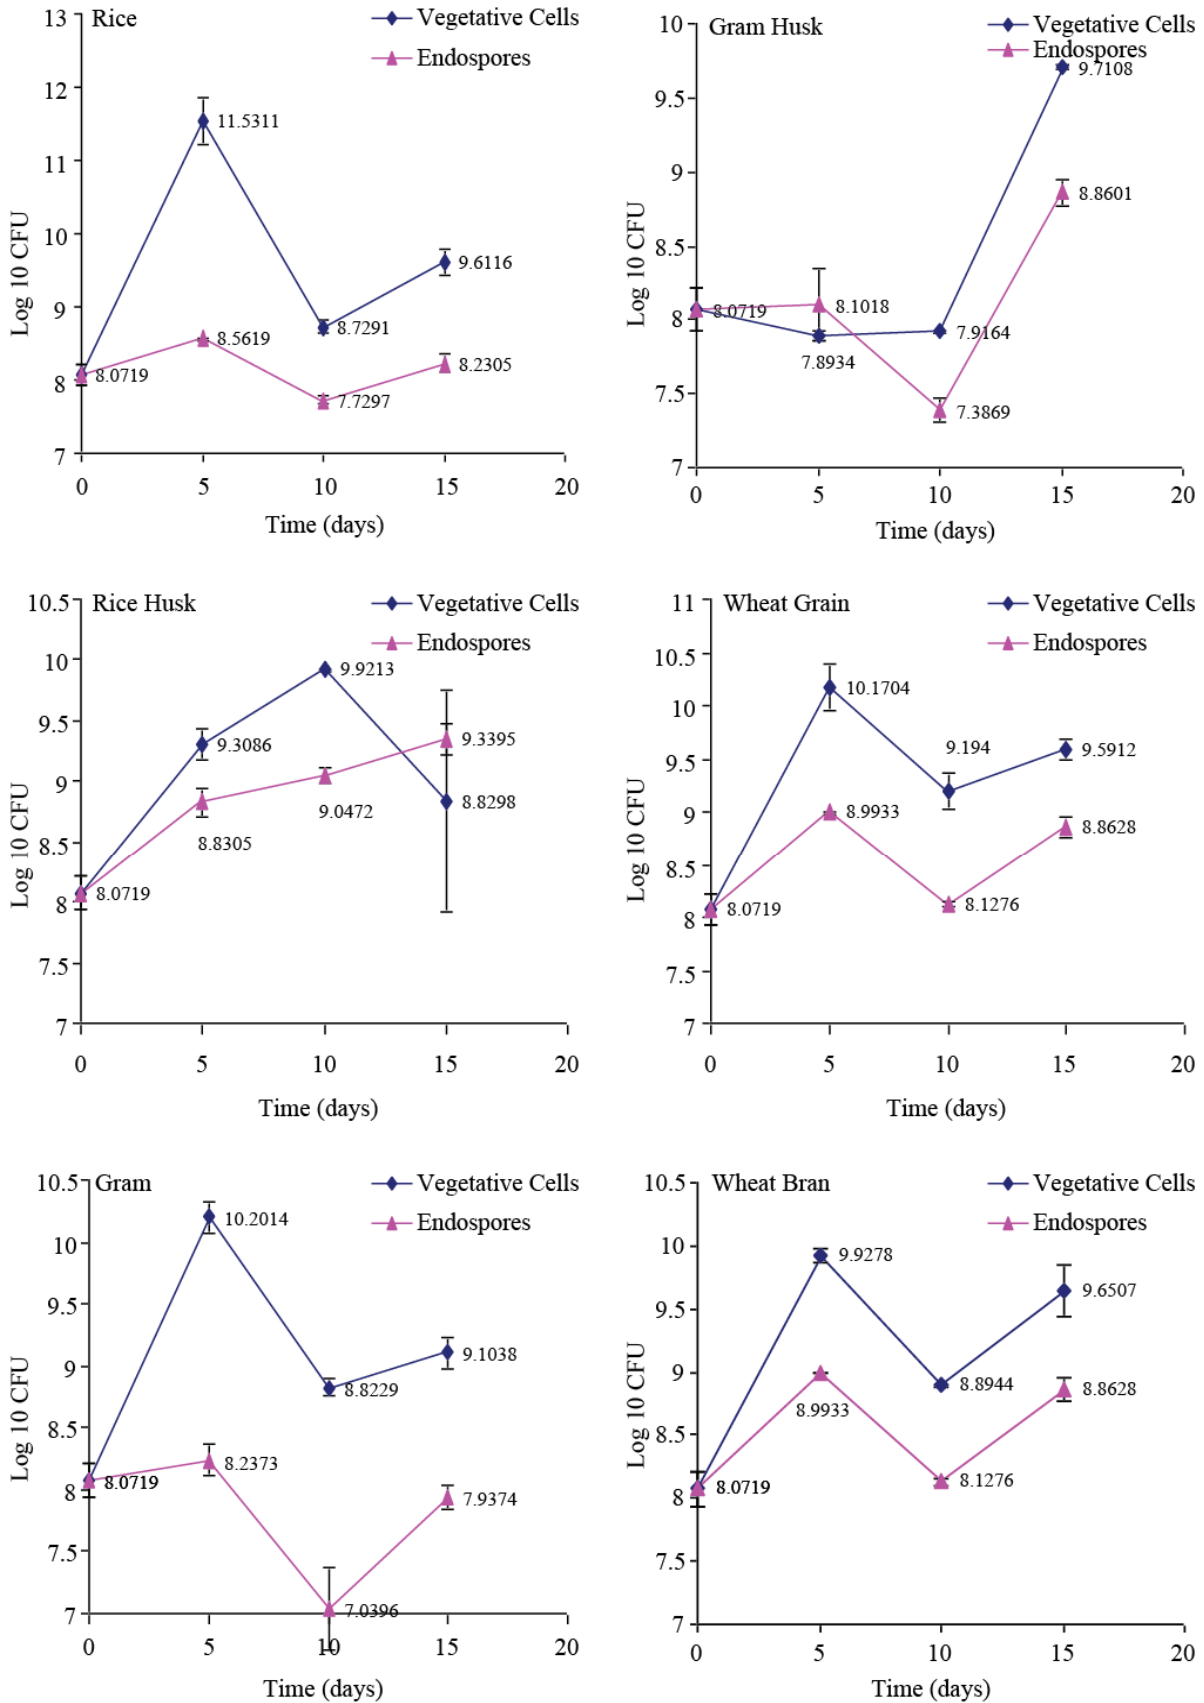 Rice
Vegetative Cells
Endospores
13
12
11
10
9
8
7
Log 10 CFU
11.5311
9.6116
8.7291
8.5619
8.2305
8.0719
7.7297
0 5 10 15 20
Time (days)
Gram Husk
Vegetative Cells
Endospores
10
9.5
9
8.5
8
7.5
7
Log 10 CFU
9.7108
8.8601
8.1018
8.0719
7.9164
7.8934
7.3869
0 5 10 15 20
Time (days)
Rice Husk
Vegetative Cells
Endospores
10.5
10
9.5
9
8.5
8
7.5
7
Log 10 CFU
9.9213
9.3086
9.3395
9.0472
8.8298
8.8305
8.0719
0 5 10 15 20
Time (days)
Wheat Grain
Vegetative Cells
Endospores
11
10.5
10
9.5
9
8.5
8
7.5
7
Log 10 CFU
10.1704
9.194
9.5912
8.9933
8.8628
8.0719
8.1276
0 5 10 15 20
Time (days)
Gram
Vegetative Cells
Endospores
10.5
10
9.5
9
8.5
8
7.5
7
Log 10 CFU
10.2014
9.1038
8.8229
8.2373
8.0719
7.9374
7.0396
0 5 10 15 20
Time (days)
Wheat Bran
Vegetative Cells
Endospores
10.5
10
9.5
9
8.5
8
7.5
7
Log 10 CFU
9.9278
9.6507
8.8944
8.9933
8.8628
8.0719
8.1276
0 5 10 15 20
Time (days)